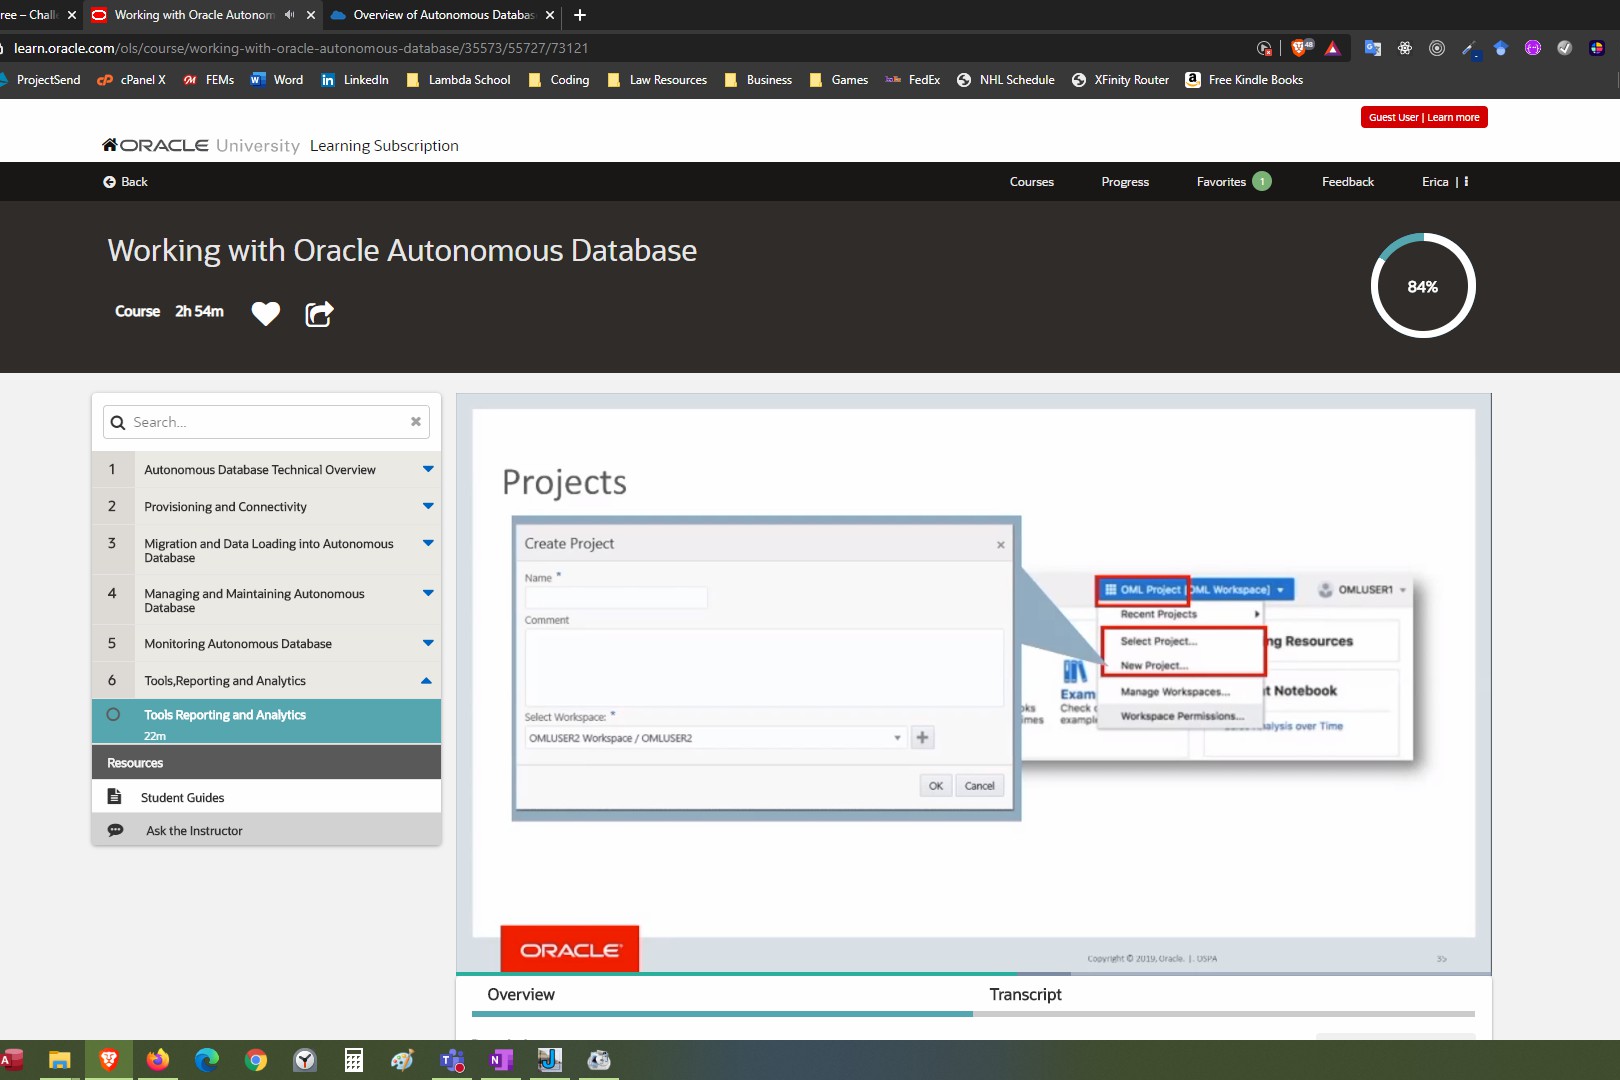 ree – Chall
Working with Oracle Autonom
Overview of Autonomous Databas
learn.oracle.com/ols/course/working-with-oracle-autonomous-database/35573/55727/73121
48
ProjectSend
cPanel X
FEMs
Word
LinkedIn
Lambda School
Coding
Law Resources
Business
Games
FedEx
NHL Schedule
XFinity Router
Free Kindle Books
Guest User | Learn more
ORACLE University Learning Subscription
Back
Courses
Progress
Favorites 1
Feedback
Erica |
Working with Oracle Autonomous Database
84%
Course 2h 54m
Search...
1 Autonomous Database Technical Overview
2 Provisioning and Connectivity
3 Migration and Data Loading into Autonomous
Database
4 Managing and Maintaining Autonomous
Database
5 Monitoring Autonomous Database
6 Tools,Reporting and Analytics
Tools Reporting and Analytics
22m
Resources
Student Guides
Ask the Instructor
Projects
Create Project
Name *
Comment
Select Workspace: *
OMLUSER2 Workspace / OMLUSER2
OK
Cancel
OML Project [OML Workspace]
OMLUSER1
Recent Projects
Select Project...
New Project...
Manage Workspaces...
Workspace Permissions...
ng Resources
t Notebook
alysis over Time
Exam
Check o
example
oks
imes
ORACLE
Copyright © 2019, Oracle. |. USPA
35
Overview
Transcript